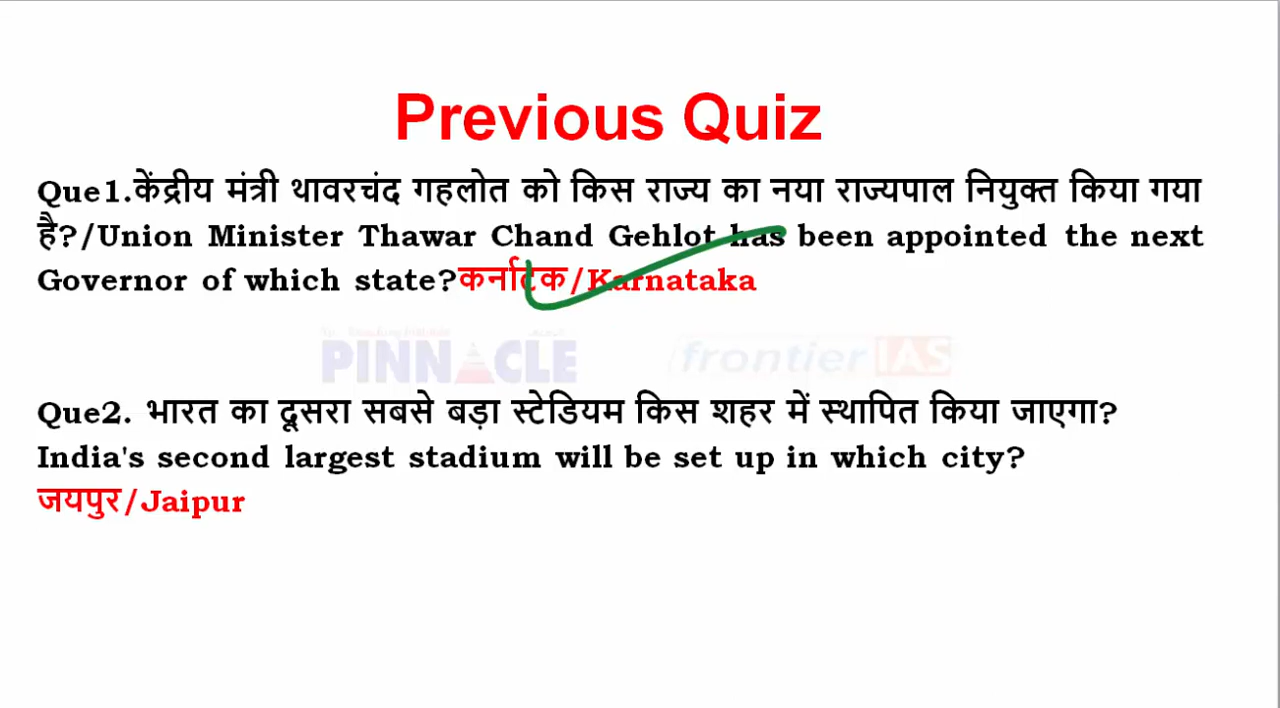 Previous Quiz
Que1.केंद्रीय मंत्री थावरचंद गहलोत को किस राज्य का नया राज्यपाल नियुक्त किया गया
है?/Union Minister Thawar Chand Gehlot has been appointed the next
Governor of which state?कर्नाटक/Karnataka
PINNACLE frontier IAS
Que2. भारत का दूसरा सबसे बड़ा स्टेडियम किस शहर में स्थापित किया जाएगा?
India's second largest stadium will be set up in which city?
जयपुर/Jaipur